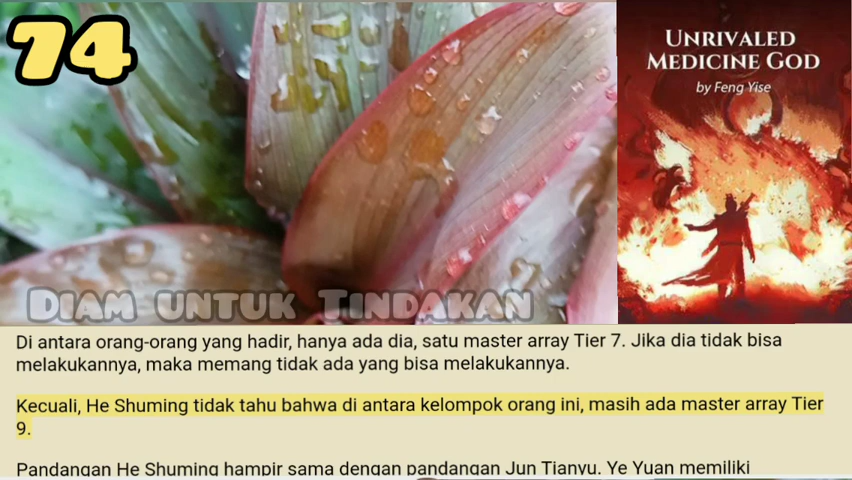 74
UNRIVALED
MEDICINE GOD
by Feng Yise
DIAM UNTUK TINDAKAN
Di antara orang-orang yang hadir, hanya ada dia, satu master array Tier 7. Jika dia tidak bisa
melakukannya, maka memang tidak ada yang bisa melakukannya.
Kecuali, He Shuming tidak tahu bahwa di antara kelompok orang ini, masih ada master array Tier
9.
Pandangan He Shuming hampir sama dengan pandangan Jun Tianyu. Ye Yuan memiliki